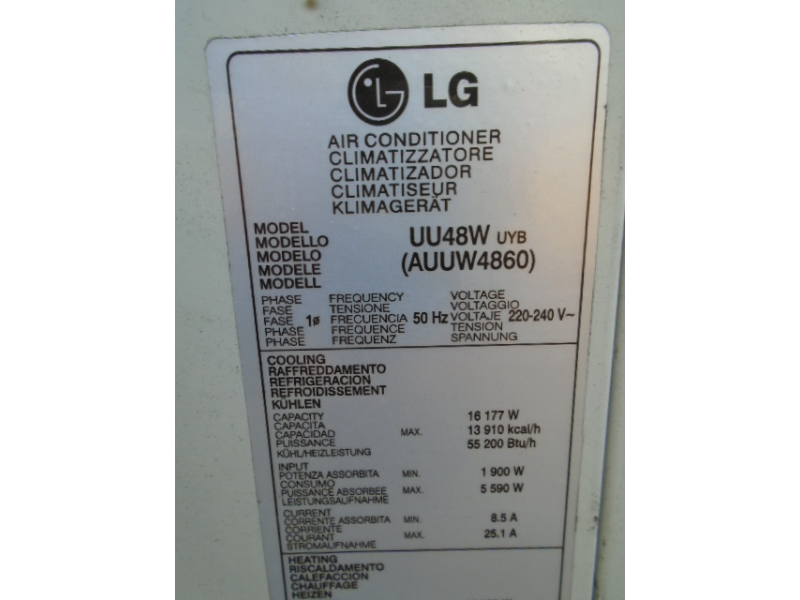 LG
AIR CONDITIONER
CLIMATIZZATORE
CLIMATIZADOR
CLIMATISEUR
KLIMAGERÄT
MODEL
MODELLO UU48W UYB
MODELO (AUUW4860)
MODELE
MODELL
PHASE FREQUENCY VOLTAGE
FASE TENSIONE VOLTAGGIO
FASE 1ø FRECUENCIA 50 Hz VOLTAJE 220-240 V~
PHASE FREQUENCE TENSION
PHASE FREQUENZ SPANNUNG
COOLING
RAFFREDDAMENTO
REFRIGERACION
REFROIDISSEMENT
KÜHLEN
CAPACITY 16 177 W
CAPACITA
CAPACIDAD MAX. 13 910 kcal/h
PUISSANCE 55 200 Btu/h
KÜHL/HEIZLEISTUNG
INPUT
POTENZA ASSORBITA MIN. 1 900 W
CONSUMO
PUISSANCE ABSORBEE MAX. 5 590 W
LEISTUNGSAUFNAHME
CURRENT
CORRENTE ASSORBITA MIN. 8.5 A
CORRIENTE
COURANT MAX. 25.1 A
STROMAUFNAHME
HEATING
RISCALDAMENTO
CALEFACCION
CHAUFFAGE
HEIZEN